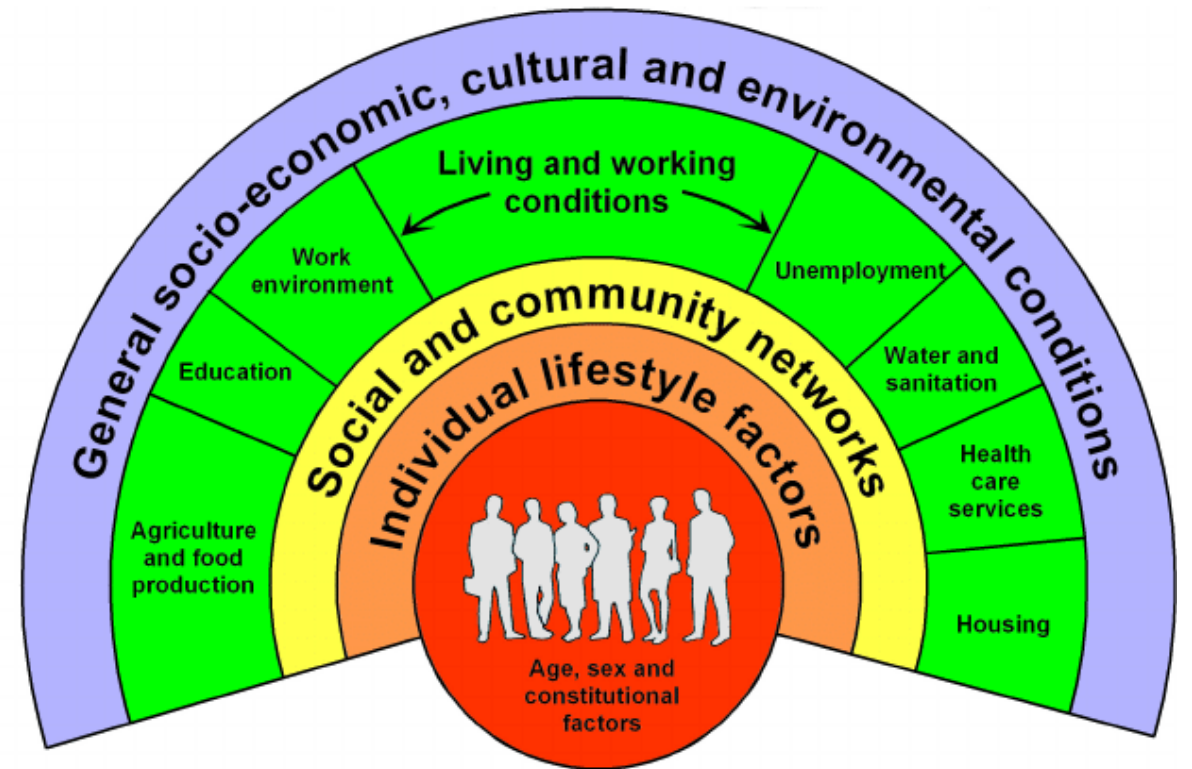 General socio-economic, cultural and environmental conditions
Living and working
conditions
Work
environment
Unemployment
Education
Water and
sanitation
Agriculture
and food
production
Health
care
services
Housing
Social and community networks
Individual lifestyle factors
Age, sex and
constitutional
factors